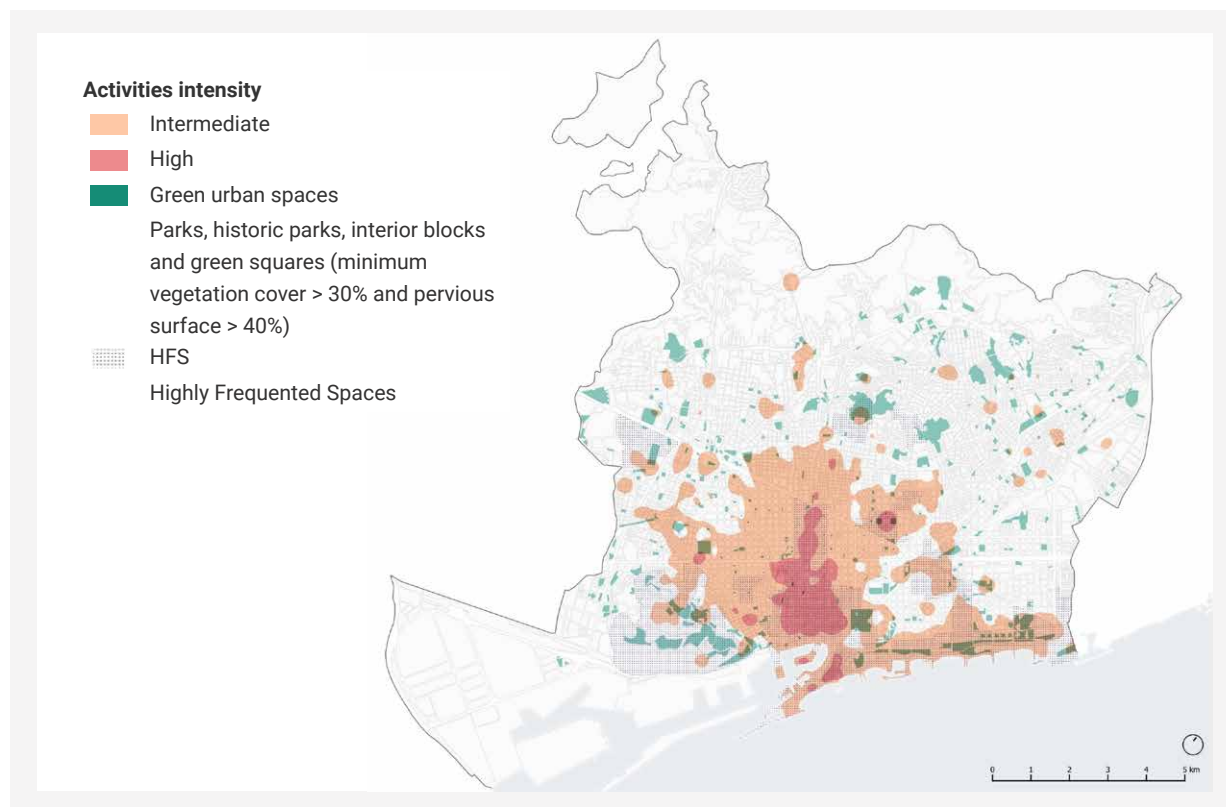 Activities intensity
Intermediate
High
Green urban spaces
Parks, historic parks, interior blocks
and green squares (minimum
vegetation cover > 30% and pervious
surface > 40%)
HFS
Highly Frequented Spaces
0 1 2 3 4 5 km